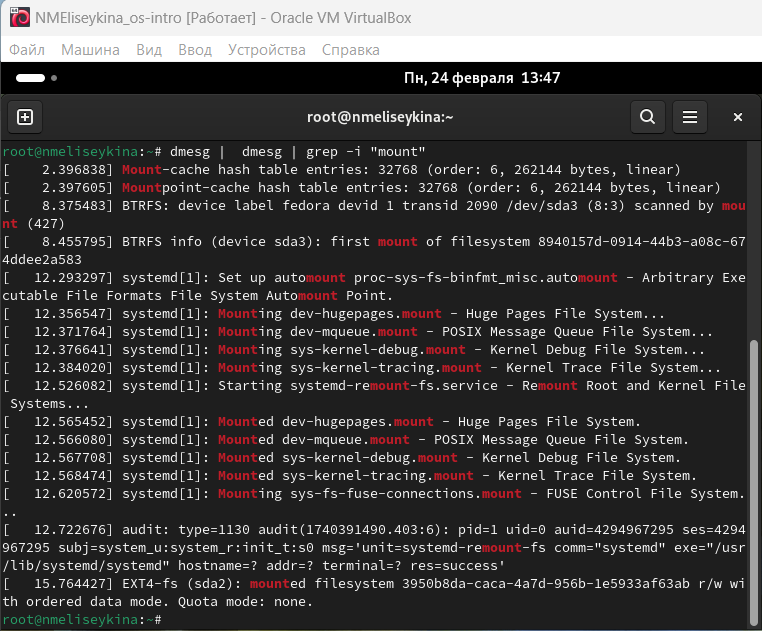 NMEliseykina_os-intro [Работает] - Oracle VM VirtualBox
Файл Машина Вид Ввод Устройства Справка
Пн, 24 февраля 13:47
root@nmeliseykina:~
root@nmeliseykina:~# dmesg |  dmesg | grep -i "mount"
[    2.396838] Mount-cache hash table entries: 32768 (order: 6, 262144 bytes, linear)
[    2.397605] Mountpoint-cache hash table entries: 32768 (order: 6, 262144 bytes, linear)
[    8.375483] BTRFS: device label fedora devid 1 transid 2090 /dev/sda3 (8:3) scanned by mou
nt (427)
[    8.455795] BTRFS info (device sda3): first mount of filesystem 8940157d-0914-44b3-a08c-67
4ddee2a583
[   12.293297] systemd[1]: Set up automount proc-sys-fs-binfmt_misc.automount - Arbitrary Exe
cutable File Formats File System Automount Point.
[   12.356547] systemd[1]: Mounting dev-hugepages.mount - Huge Pages File System...
[   12.371764] systemd[1]: Mounting dev-mqueue.mount - POSIX Message Queue File System...
[   12.376641] systemd[1]: Mounting sys-kernel-debug.mount - Kernel Debug File System...
[   12.384020] systemd[1]: Mounting sys-kernel-tracing.mount - Kernel Trace File System...
[   12.526082] systemd[1]: Starting systemd-remount-fs.service - Remount Root and Kernel File
 Systems...
[   12.565452] systemd[1]: Mounted dev-hugepages.mount - Huge Pages File System.
[   12.566080] systemd[1]: Mounted dev-mqueue.mount - POSIX Message Queue File System.
[   12.567708] systemd[1]: Mounted sys-kernel-debug.mount - Kernel Debug File System.
[   12.568474] systemd[1]: Mounted sys-kernel-tracing.mount - Kernel Trace File System.
[   12.620572] systemd[1]: Mounting sys-fs-fuse-connections.mount - FUSE Control File System.
..
[   12.722676] audit: type=1130 audit(1740391490.403:6): pid=1 uid=0 auid=4294967295 ses=4294
967295 subj=system_u:system_r:init_t:s0 msg='unit=systemd-remount-fs comm="systemd" exe="/usr
/lib/systemd/systemd" hostname=? addr=? terminal=? res=success'
[   15.764427] EXT4-fs (sda2): mounted filesystem 3950b8da-caca-4a7d-956b-1e5933af63ab r/w wi
th ordered data mode. Quota mode: none.
root@nmeliseykina:~#